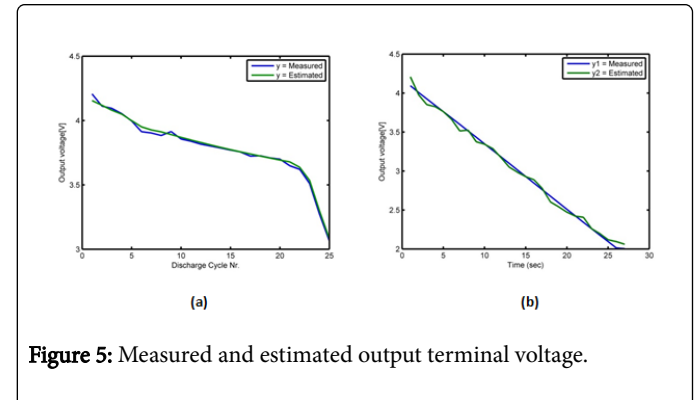 4.5
4
3.5
3
0
5
10
15
20
25
Output voltage[V]
Discharge Cycle Nr.
y = Measured
y = Estimated
(a)
4.5
4
3.5
3
2.5
2
0
5
10
15
20
25
30
Output voltage[V]
Time (sec)
y1 = Measured
y2 = Estimated
(b)
Figure 5: Measured and estimated output terminal voltage.